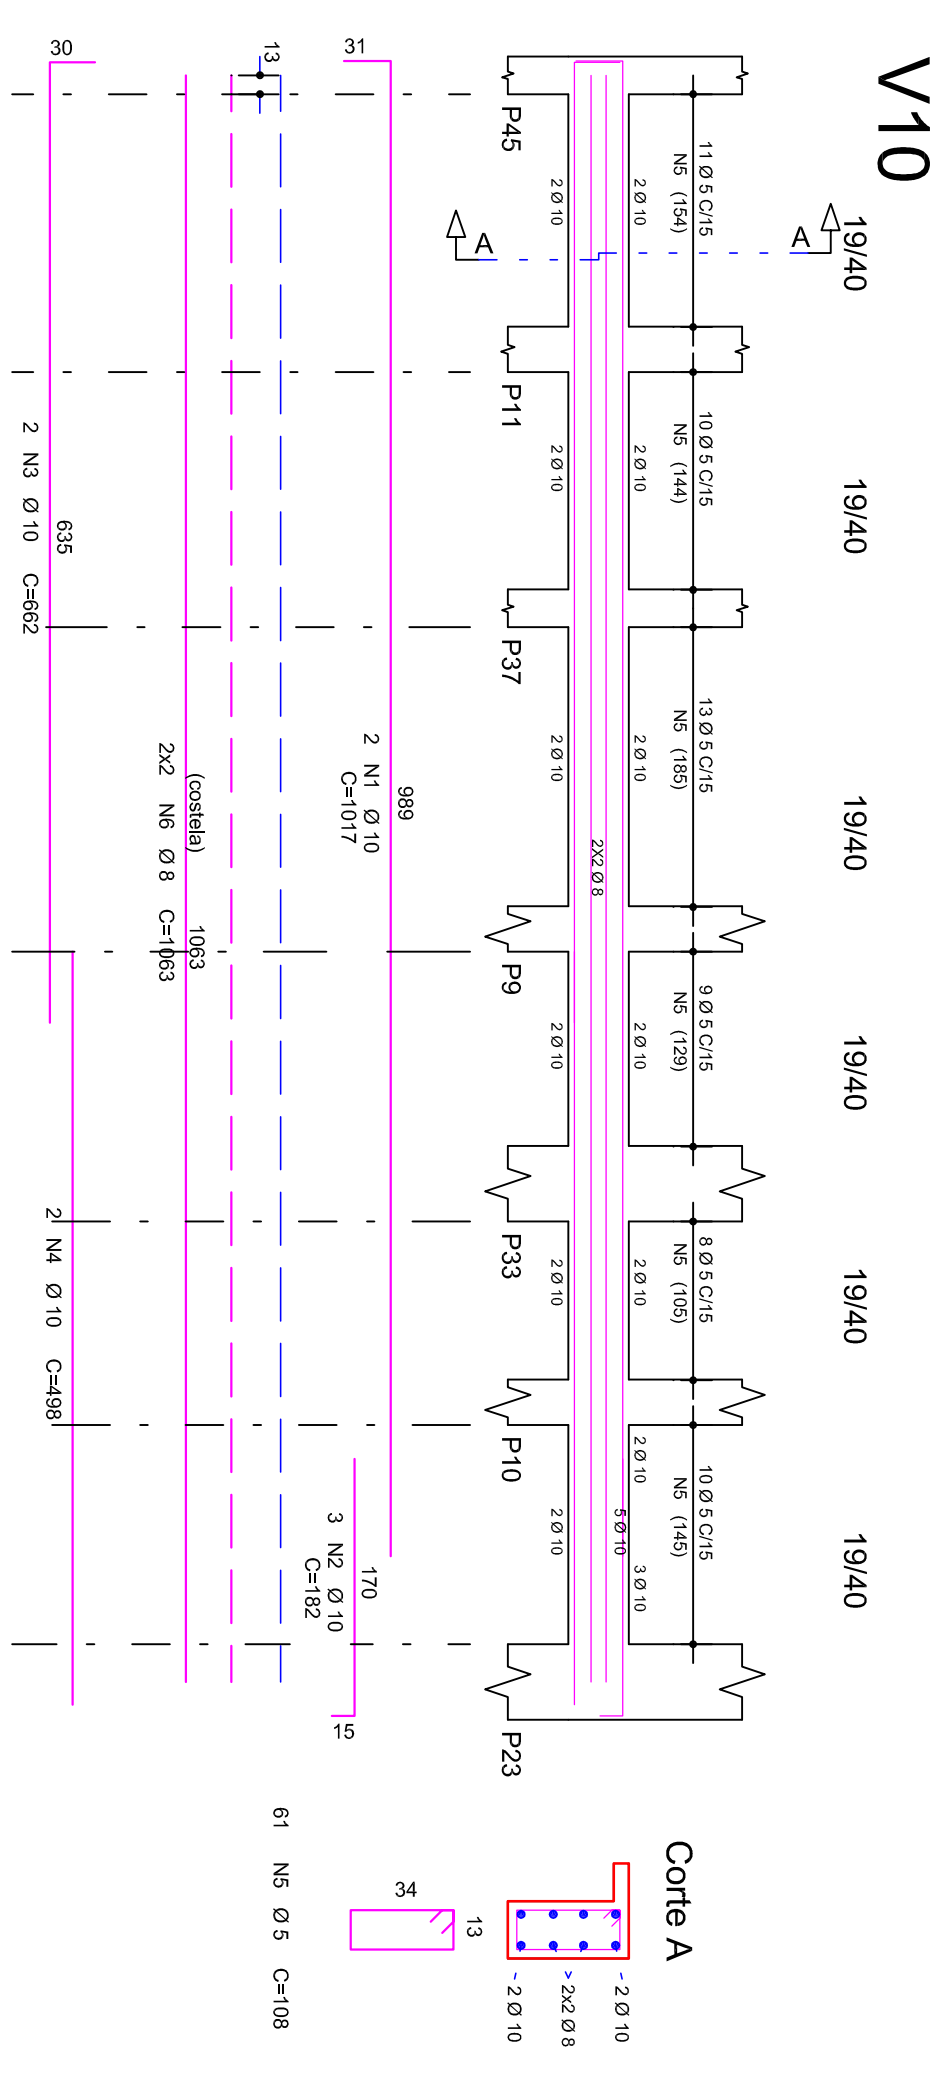 V10
19/40
19/40
19/40
19/40
19/40
19/40
11 Ø 5 C/15
N5 (154)
10 Ø 5 C/15
N5 (144)
13 Ø 5 C/15
N5 (185)
9 Ø 5 C/15
N5 (129)
8 Ø 5 C/15
N5 (105)
10 Ø 5 C/15
N5 (145)
A
A
2 Ø 10
2 Ø 10
2 Ø 10
2 Ø 10
2 Ø 10
2 Ø 10
3 Ø 10
5 Ø 10
2X2 Ø 8
2 Ø 10
2 Ø 10
2 Ø 10
2 Ø 10
2 Ø 10
2 Ø 10
P45
P11
P37
P9
P33
P10
P23
31
989
2 N1 Ø 10
C=1017
170
3 N2 Ø 10
C=182
15
13
(costela)
1063
2x2 N6 Ø 8 C=1063
30
635
2 N3 Ø 10 C=662
2 N4 Ø 10 C=498
Corte A
2 Ø 10
2x2 Ø 8
2 Ø 10
13
34
61 N5 Ø 5 C=108